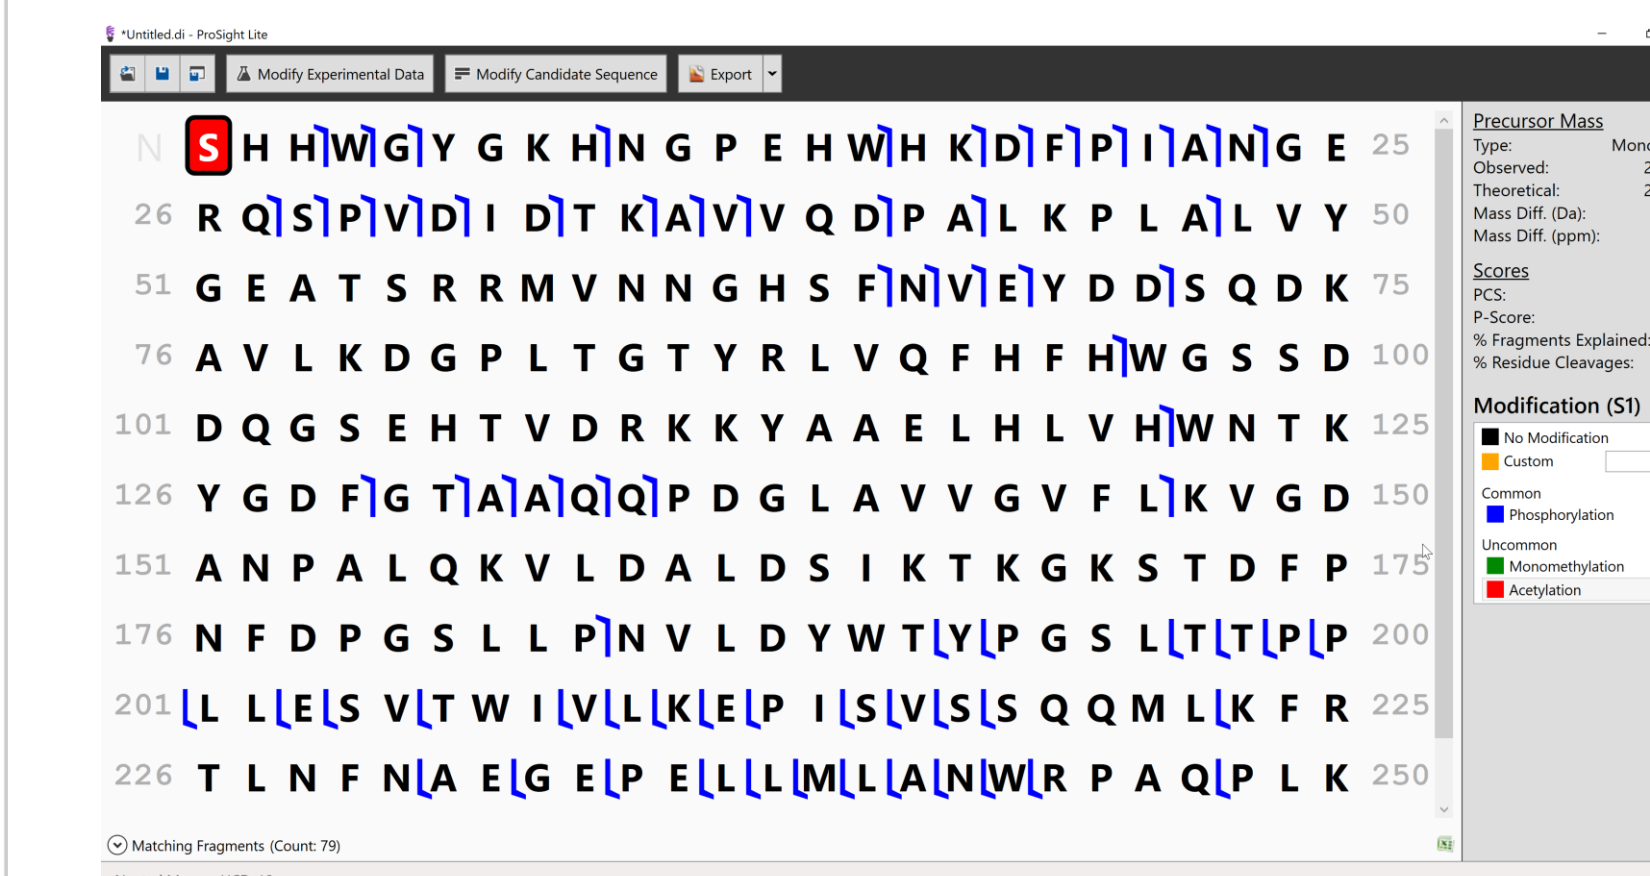 *Untitled.di - ProSight Lite
Modify Experimental Data Modify Candidate Sequence Export
N S H H W G Y G K H N G P E H W H K D F P I A N G E 25
26 R Q S P V D I D T K A V V Q D P A L K P L A L V Y 50
51 G E A T S R R M V N N G H S F N V E Y D D S Q D K 75
76 A V L K D G P L T G T Y R L V Q F H F H W G S S D 100
101 D Q G S E H T V D R K K Y A A E L H L V H W N T K 125
126 Y G D F G T A A Q Q P D G L A V V G V F L K V G D 150
151 A N P A L Q K V L D A L D S I K T K G K S T D F P 175
176 N F D P G S L L P N V L D Y W T Y P G S L T T P P 200
201 L L E S V T W I V L K E P I S V S S Q Q M L K F R 225
226 T L N F N A E G E P E L L M L A N W R P A Q P L K 250
Matching Fragments (Count: 79)
Precursor Mass
Type: Mono
Observed: 2
Theoretical: 2
Mass Diff. (Da):
Mass Diff. (ppm):
Scores
PCS:
P-Score:
% Fragments Explained:
% Residue Cleavages:
Modification (S1)
No Modification
Custom
Common
Phosphorylation
Uncommon
Monomethylation
Acetylation